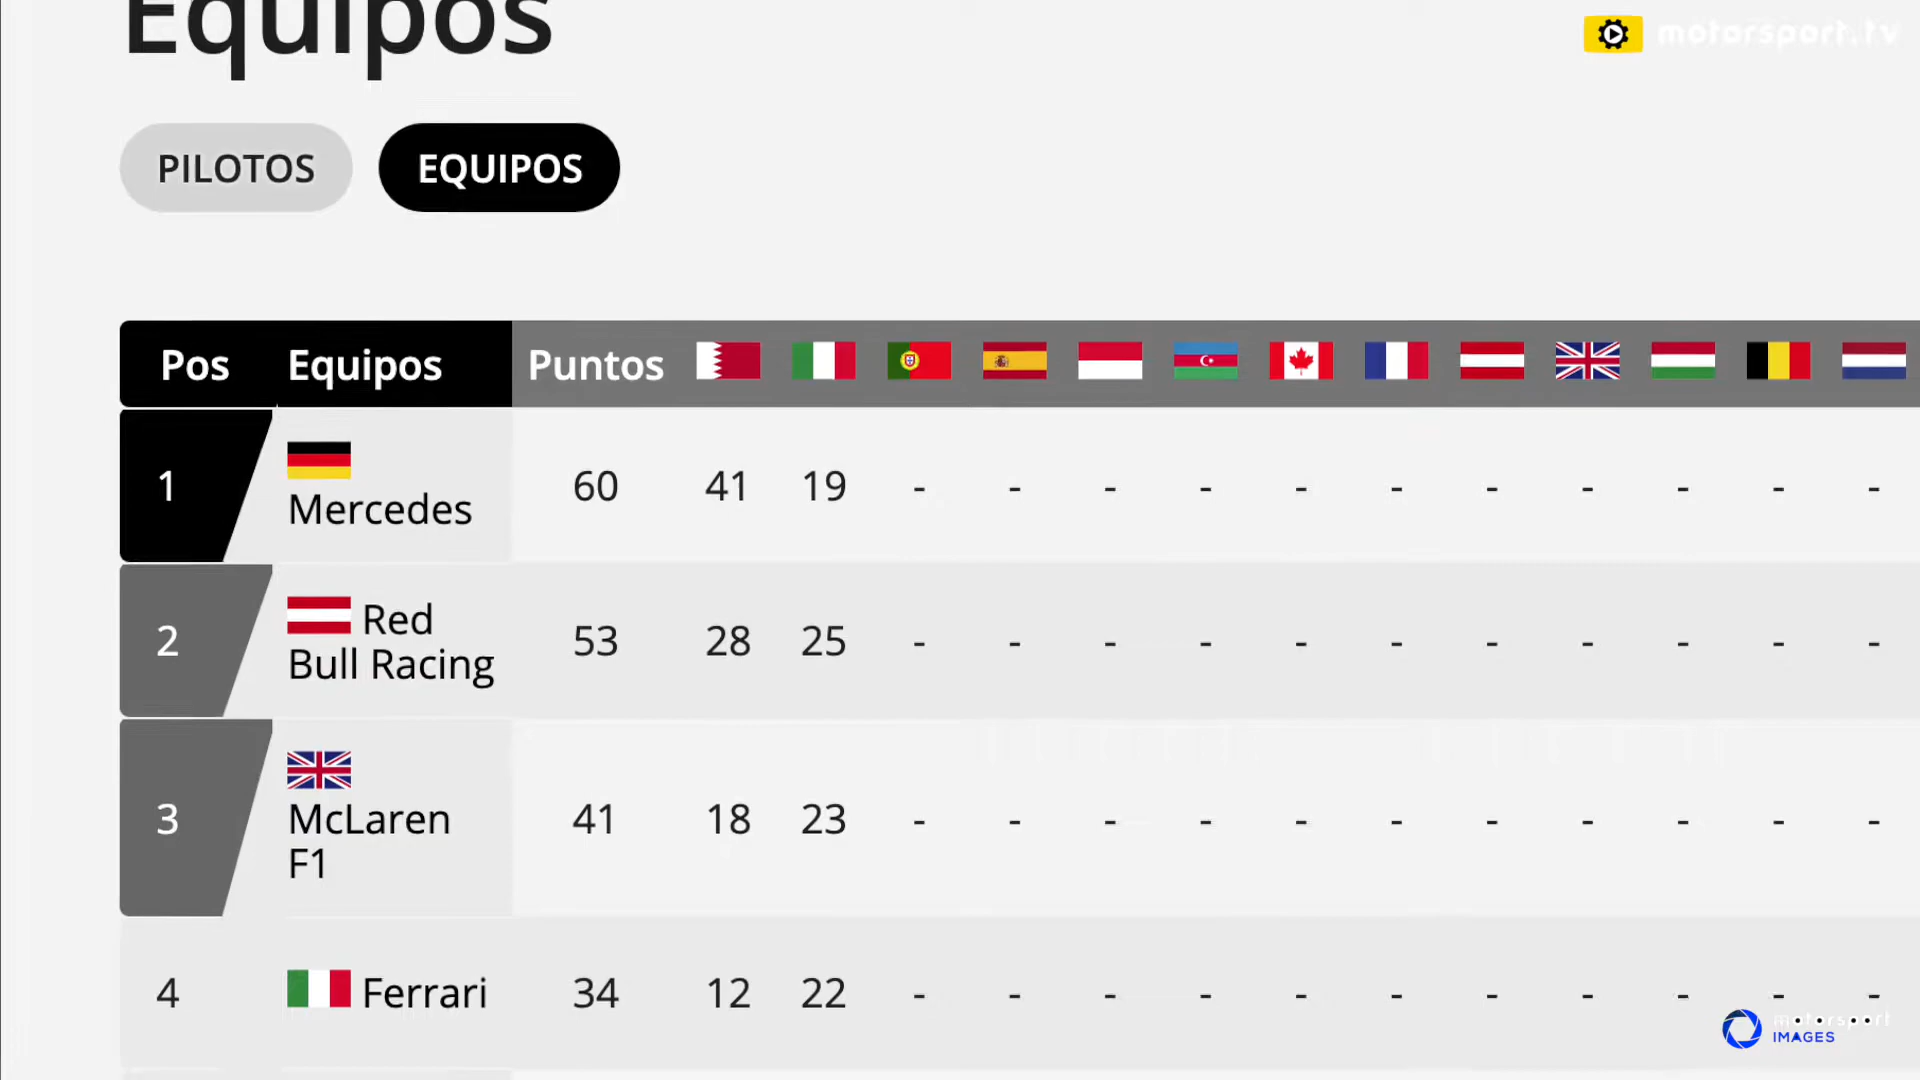 Equipos
motorsport.tv
PILOTOS EQUIPOS
Pos Equipos Puntos
1 Mercedes 60 41 19 - - - - - - - - - - -
2 Red Bull Racing 53 28 25 - - - - - - - - - - -
3 McLaren F1 41 18 23 - - - - - - - - - - -
4 Ferrari 34 12 22 - - - - - - - - - - -
motorsport
IMAGES